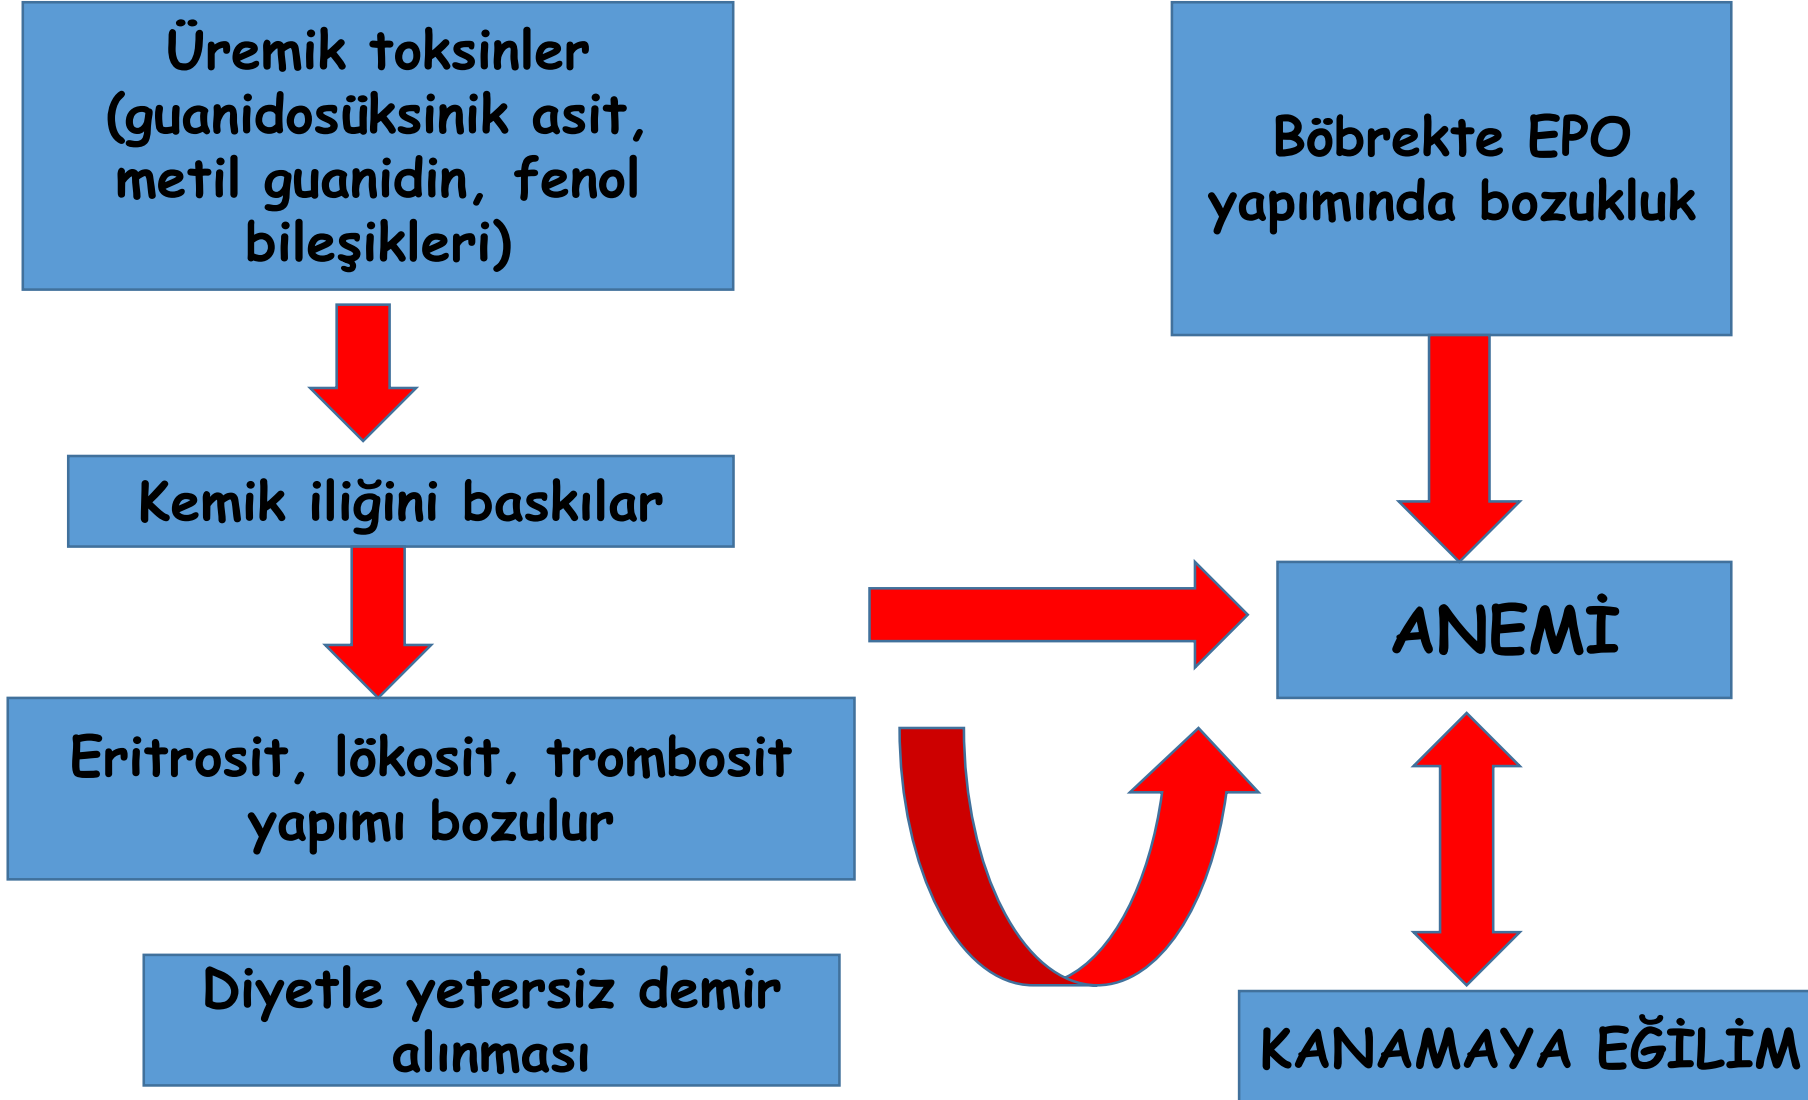 Üremik toksinler
(guanidosüksinik asit,
metil guanidin, fenol
bileşikleri)
Böbrekte EPO
yapımında bozukluk
Kemik iliğini baskılar
ANEMİ
Eritrosit, lökosit, trombosit
yapımı bozulur
Diyetle yetersiz demir
alınması
KANAMAYA EĞİLİM